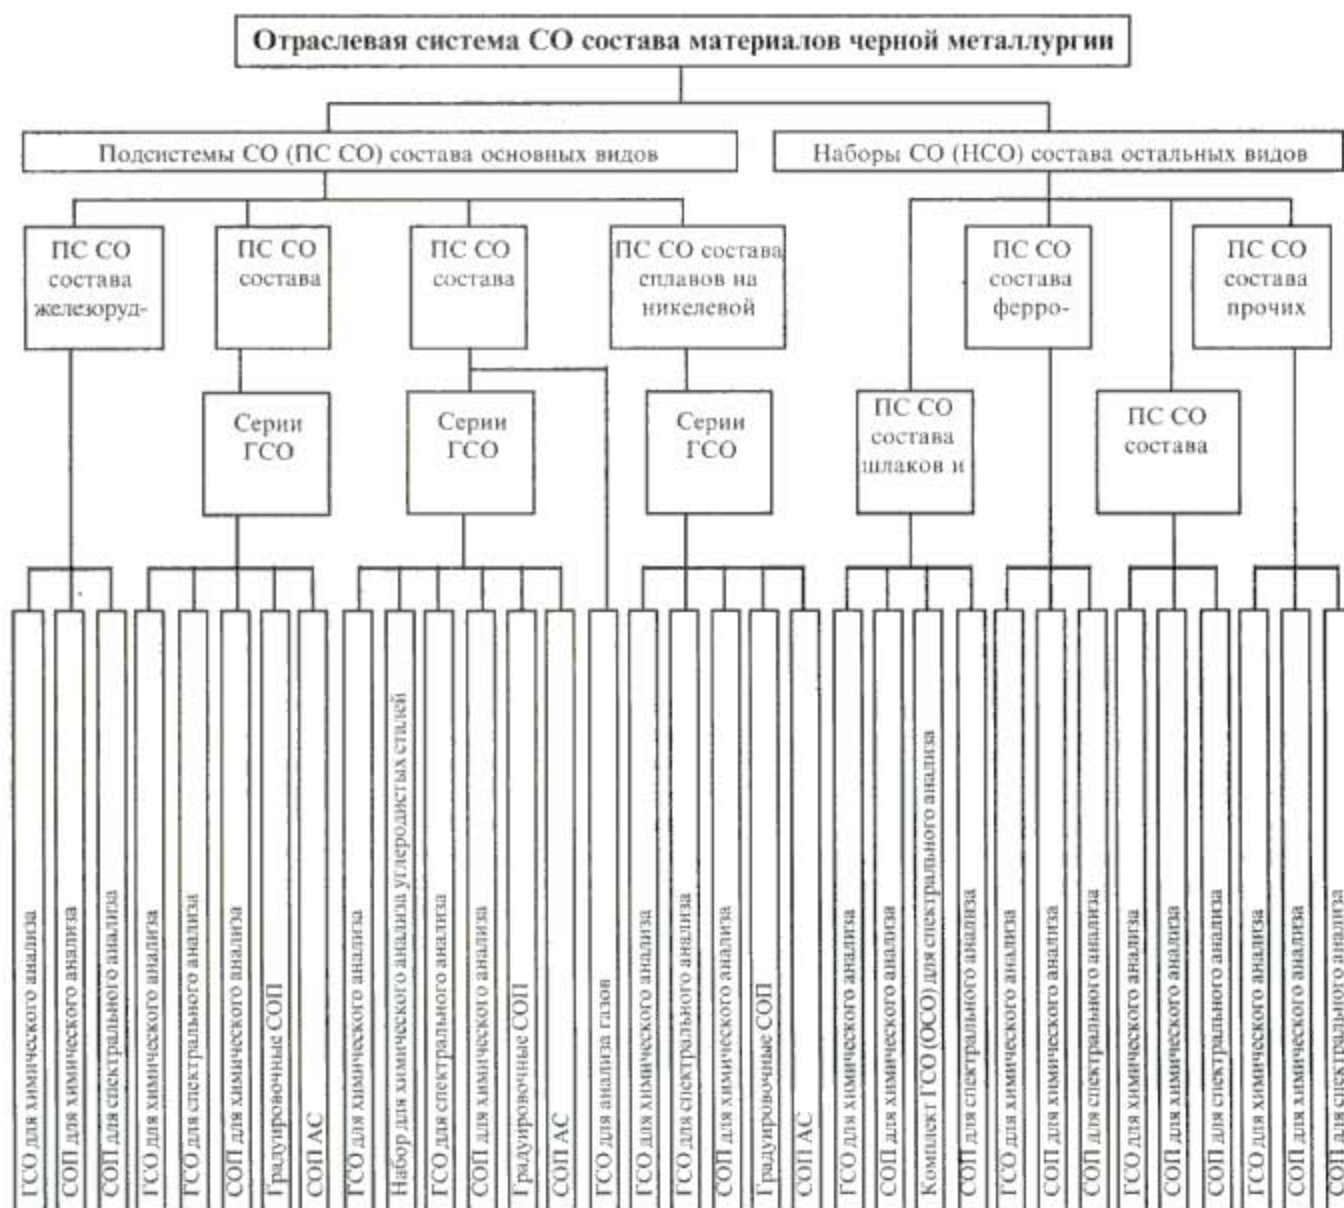 Отраслевая система СО состава материалов черной металлургии
Подсистемы СО (ПС СО) состава основных видов
Наборы СО (НСО) состава остальных видов
ПС СО
состава
железоруд-
ПС СО
состава
ПС СО
состава
ПС СО состава
сплавов на
никелевой
ПС СО
состава
ферро-
ПС СО
состава
прочих
Серии
ГСО
Серии
ГСО
Серии
ГСО
ПС СО
состава
шлаков и
ПС СО
состава
ГСО для химического анализа
СОП для химического анализа
СОП для спектрального анализа
ГСО для химического анализа
ГСО для спектрального анализа
СОП для химического анализа
Градуировочные СОП
СОП АС
ГСО для химического анализа
Набор для химического анализа углеродистых сталей
ГСО для спектрального анализа
СОП для химического анализа
Градуировочные СОП
СОП АС
ГСО для анализа газов
ГСО для химического анализа
ГСО для спектрального анализа
СОП для химического анализа
Градуировочные СОП
СОП АС
ГСО для химического анализа
СОП для химического анализа
Комплект ГСО (ОСО) для спектрального анализа
СОП для спектрального анализа
ГСО для химического анализа
СОП для химического анализа
СОП для спектрального анализа
ГСО для химического анализа
СОП для химического анализа
СОП для спектрального анализа
ГСО для химического анализа
СОП для химического анализа
СОП для спектрального анализа